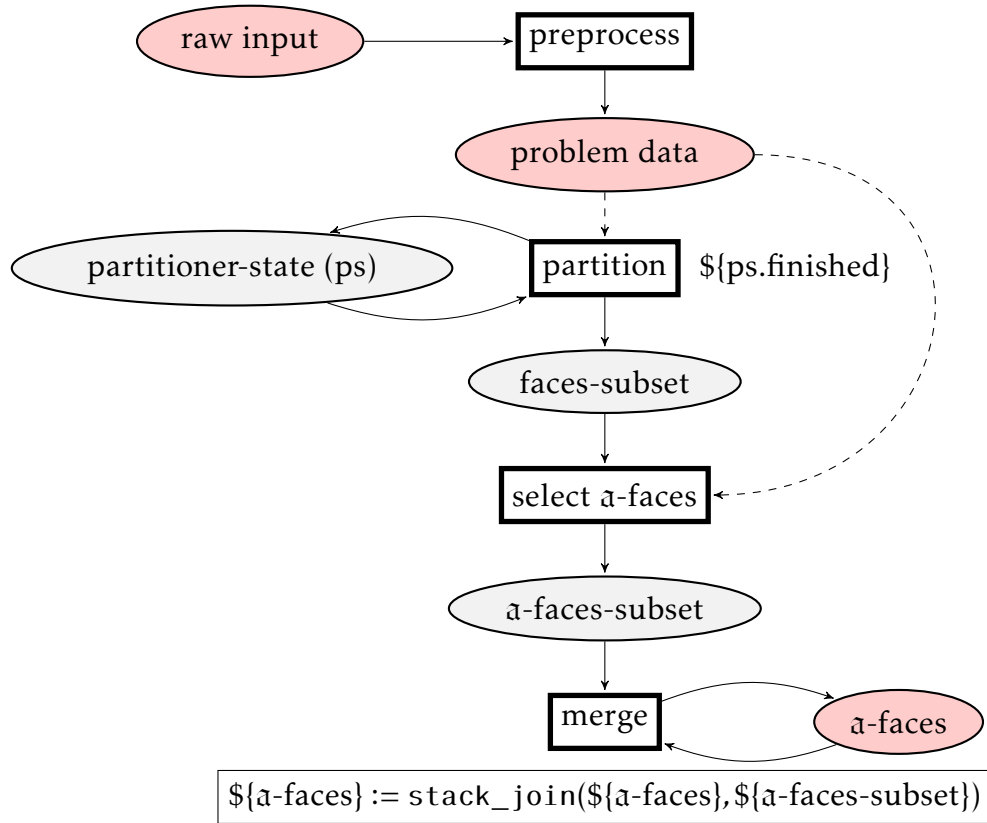 raw input
preprocess
problem data
partitioner-state (ps)
partition
${ps.finished}
faces-subset
select 𝔞-faces
𝔞-faces-subset
merge
𝔞-faces
${𝔞-faces} := stack_join(${𝔞-faces},${𝔞-faces-subset})